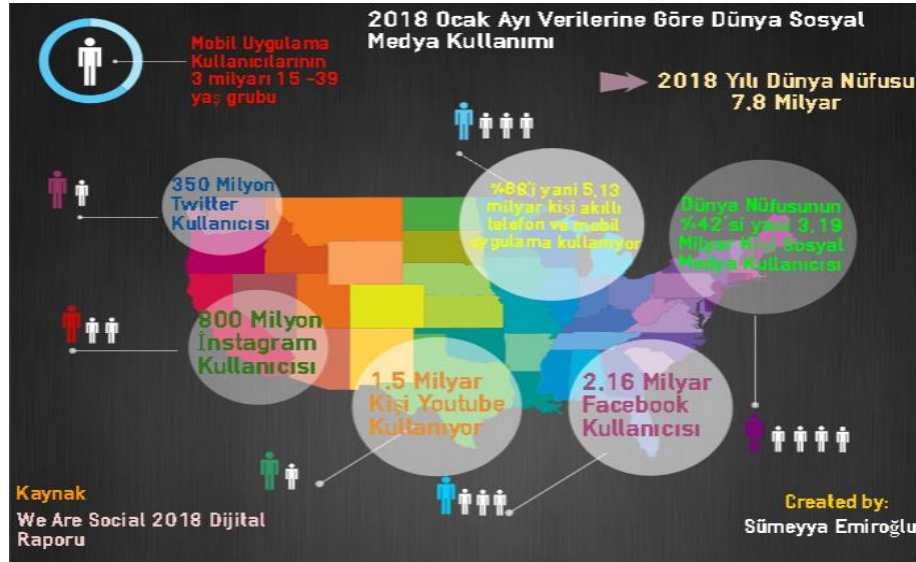 2018 Ocak Ayı Verilerine Göre Dünya Sosyal
Medya Kullanımı
Mobil Uygulama
Kullanıcılarının
3 milyarı 15 -39
yaş grubu
2018 Yılı Dünya Nüfusu
7.8 Milyar
350 Milyon
Twitter
Kullanıcısı
%68'i yani 5.13
milyar kişi akıllı
telefon ve mobil
uygulama kullanıyor
Dünya Nüfusunun
%42'si yani 3.19
Milyar Kişi Sosyal
Medya Kullanıcısı
800 Milyon
İnstagram
Kullanıcısı
1.5 Milyar
Kişi Youtube
Kullanıyor
2.16 Milyar
Facebook
Kullanıcısı
Kaynak
We Are Social 2018 Dijital
Raporu
Created by:
Sümeyya Emiroğlu